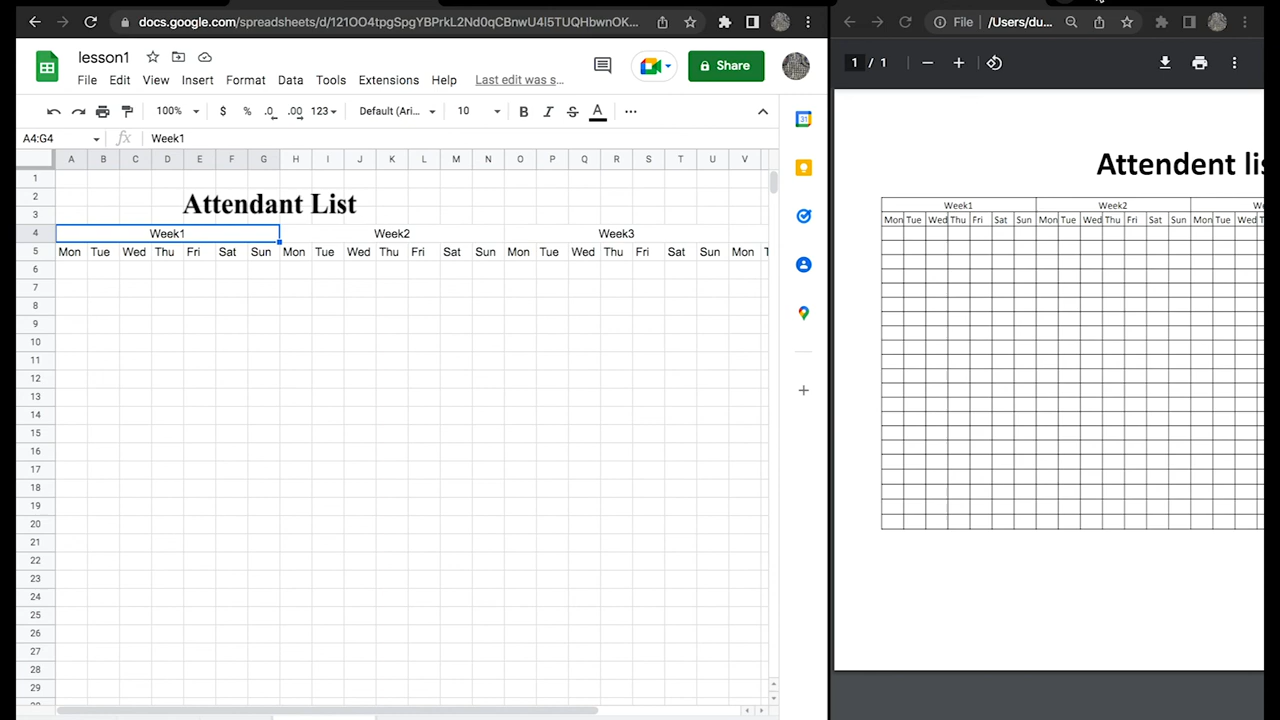 docs.google.com/spreadsheets/d/121OO4tpgSpgYBPrkL2Nd0qCBnwU4l5TUQHbwnOK...
lesson1
File Edit View Insert Format Data Tools Extensions Help Last edit was s...
Share
100% $ % .0 .00 123 Default (Ari... 10 B I S A
A4:G4 fx Week1
A B C D E F G H I J K L M N O P Q R S T U V
1
2
Attendant List
3
4 Week1 Week2 Week3
5 Mon Tue Wed Thu Fri Sat Sun Mon Tue Wed Thu Fri Sat Sun Mon Tue Wed Thu Fri Sat Sun Mon T
6
7
8
9
10
11
12
13
14
15
16
17
18
19
20
21
22
23
24
25
26
27
28
29
31
File /Users/du...
1 / 1
Attendent lis
Week1 Week2 We
Mon Tue Wed Thu Fri Sat Sun Mon Tue Wed Thu Fri Sat Sun Mon Tue Wed T